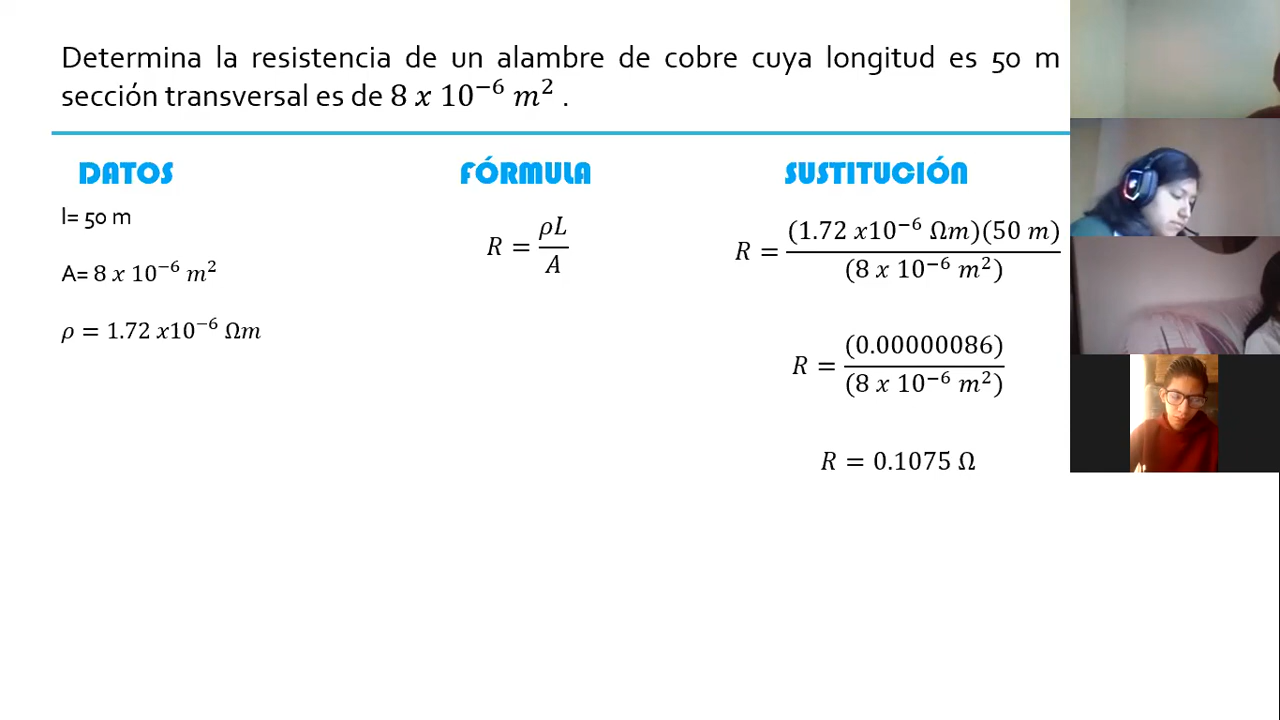 Determina la resistencia de un alambre de cobre cuya longitud es 50 m
sección transversal es de 8 x 10⁻⁶ m² .
DATOS
l= 50 m
A= 8 x 10⁻⁶ m²
ρ = 1.72 x10⁻⁶ Ωm
FÓRMULA
R = ρL / A
SUSTITUCIÓN
R = (1.72 x10⁻⁶ Ωm)(50 m) / (8 x 10⁻⁶ m²)
R = (0.00000086) / (8 x 10⁻⁶ m²)
R = 0.1075 Ω